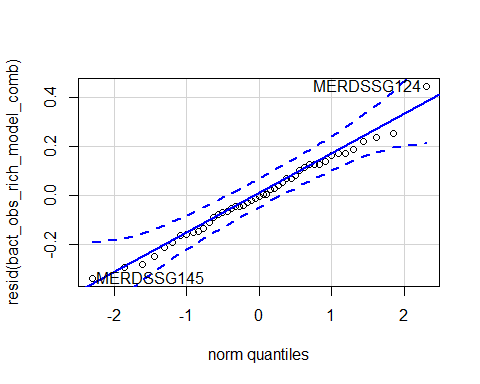 resid(bact_obs_rich_model_comb)
0.4
0.2
0.0
-0.2
MERDSSG124
MERDSSG145
-2
-1
0
1
2
norm quantiles